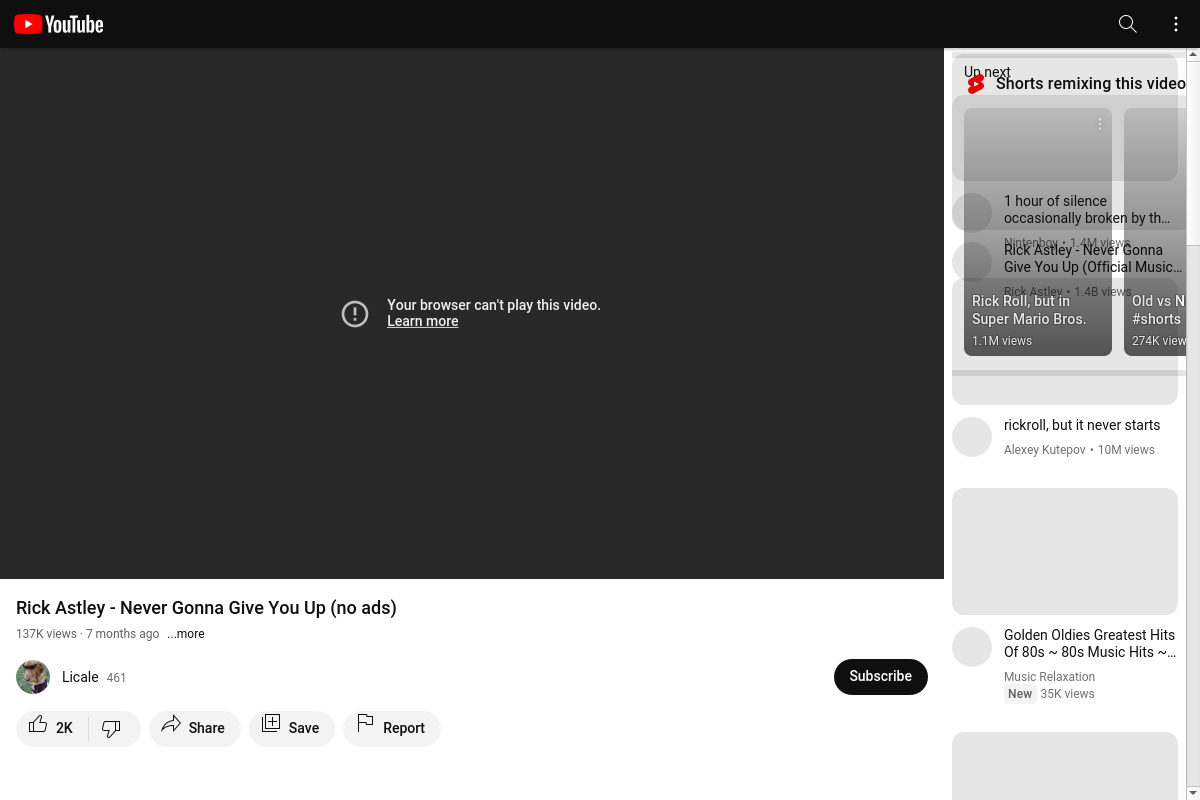 YouTube
Your browser can't play this video.
Learn more
Rick Astley - Never Gonna Give You Up (no ads)
137K views · 7 months ago ...more
Licale 461
Subscribe
2K
Share
Save
Report
Up next
Shorts remixing this video
1 hour of silence
occasionally broken by th…
Nintenboy • 1.4M views
Rick Astley - Never Gonna
Give You Up (Official Music…
Rick Astley • 1.4B views
Rick Roll, but in
Super Mario Bros.
1.1M views
Old vs N
#shorts
274K view
rickroll, but it never starts
Alexey Kutepov • 10M views
Golden Oldies Greatest Hits
Of 80s ~ 80s Music Hits ~…
Music Relaxation
New 35K views